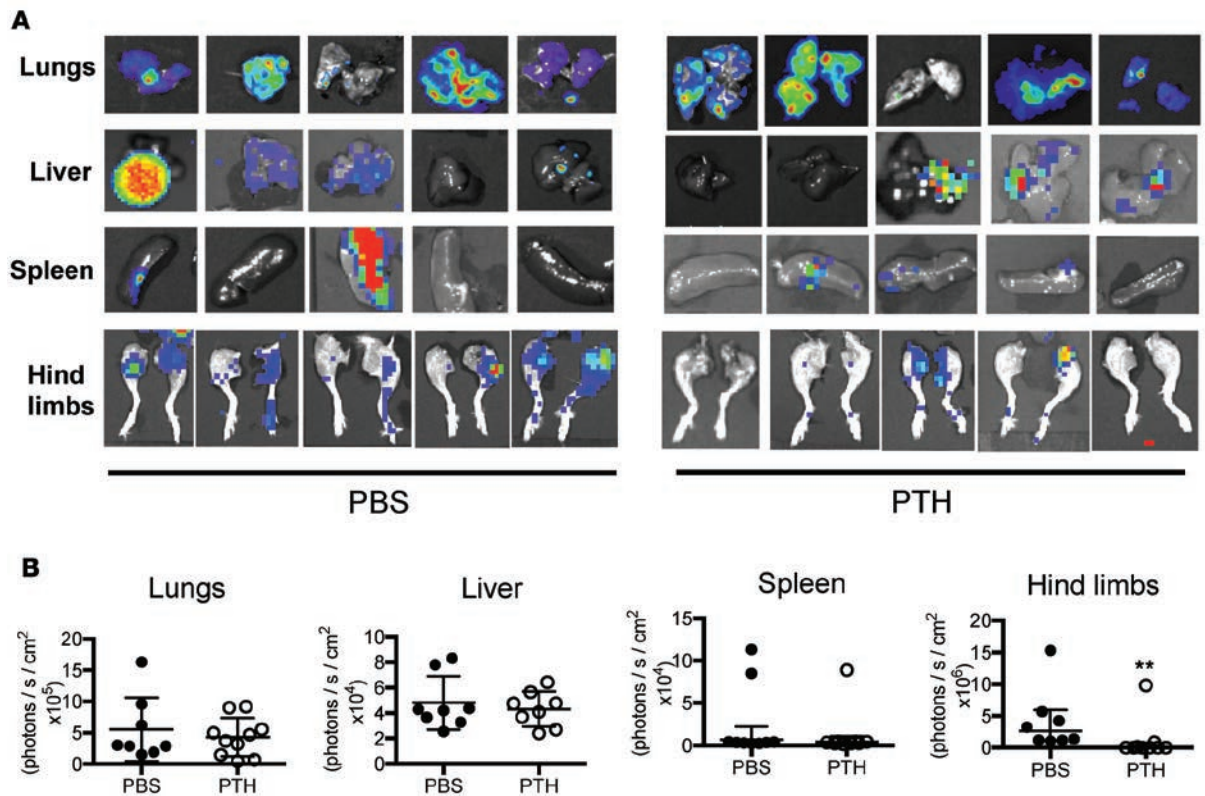 A
Lungs
Liver
Spleen
Hind
limbs
PBS
PTH
B
Lungs
(photons / s / cm2
x105)
20
15
10
5
0
PBS
PTH
Liver
(photons / s / cm2
x104)
10
8
6
4
2
0
PBS
PTH
Spleen
(photons / s / cm2
x104)
15
10
5
0
PBS
PTH
Hind limbs
(photons / s / cm2
x106)
20
15
10
5
0
**
PBS
PTH